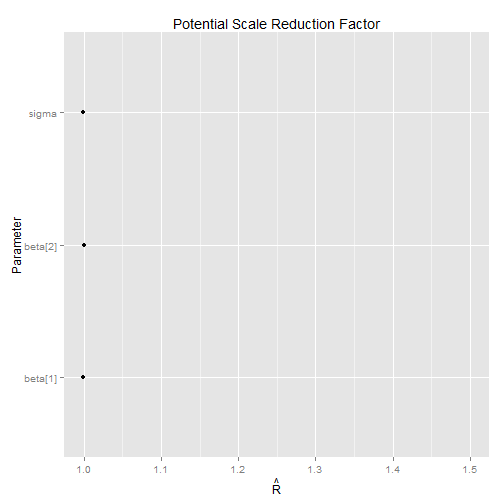 Potential Scale Reduction Factor
Parameter
sigma
beta[2]
beta[1]
1.0 1.1 1.2 1.3 1.4 1.5
R̂